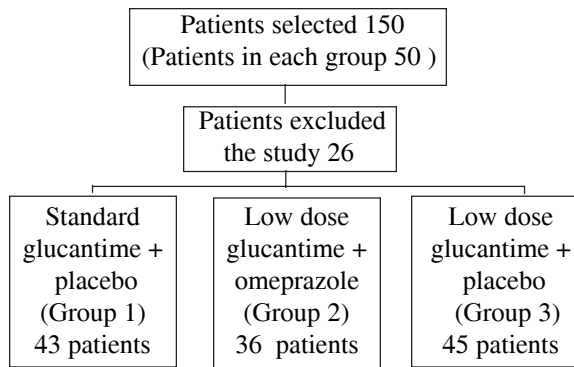 Patients selected 150
(Patients in each group 50 )
Patients excluded
the study 26
Standard
glucantime +
placebo
(Group 1)
43 patients
Low dose
glucantime +
omeprazole
(Group 2)
36 patients
Low dose
glucantime +
placebo
(Group 3)
45 patients